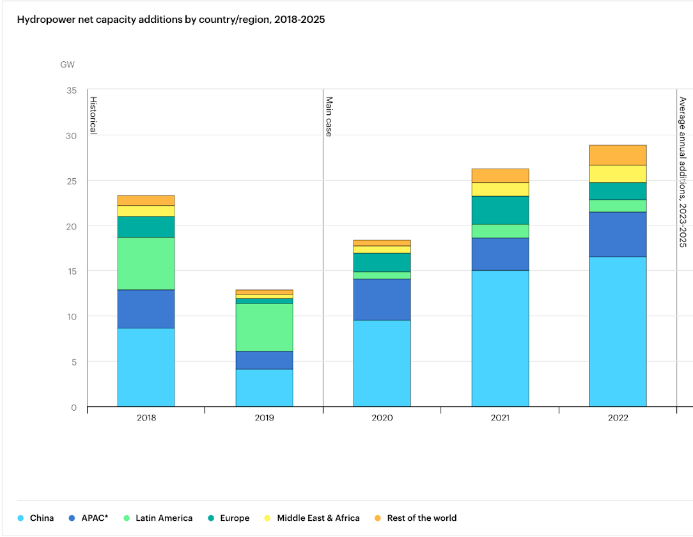 Hydropower net capacity additions by country/region, 2018-2025
GW
35
30
25
20
15
10
5
0
Historical
Main case
Average annual additions, 2023-2025
2018
2019
2020
2021
2022
China
APAC*
Latin America
Europe
Middle East & Africa
Rest of the world